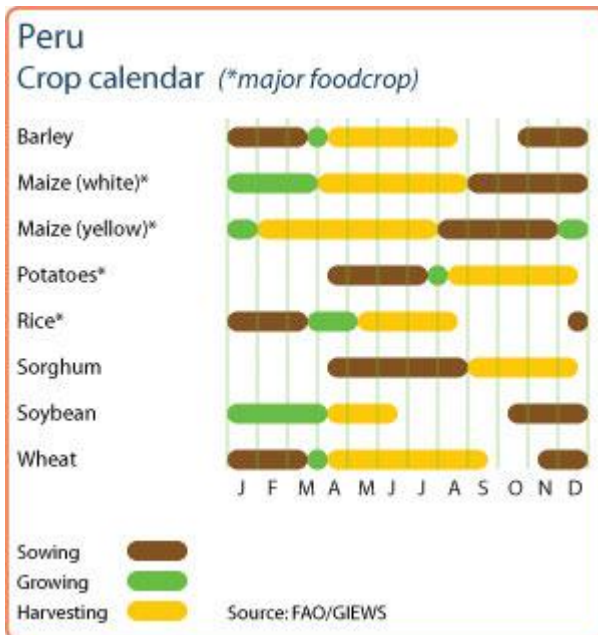 Peru
Crop calendar (*major foodcrop)
Barley
Maize (white)*
Maize (yellow)*
Potatoes*
Rice*
Sorghum
Soybean
Wheat
J F M A M J J A S O N D
Sowing
Growing
Harvesting Source: FAO/GIEWS